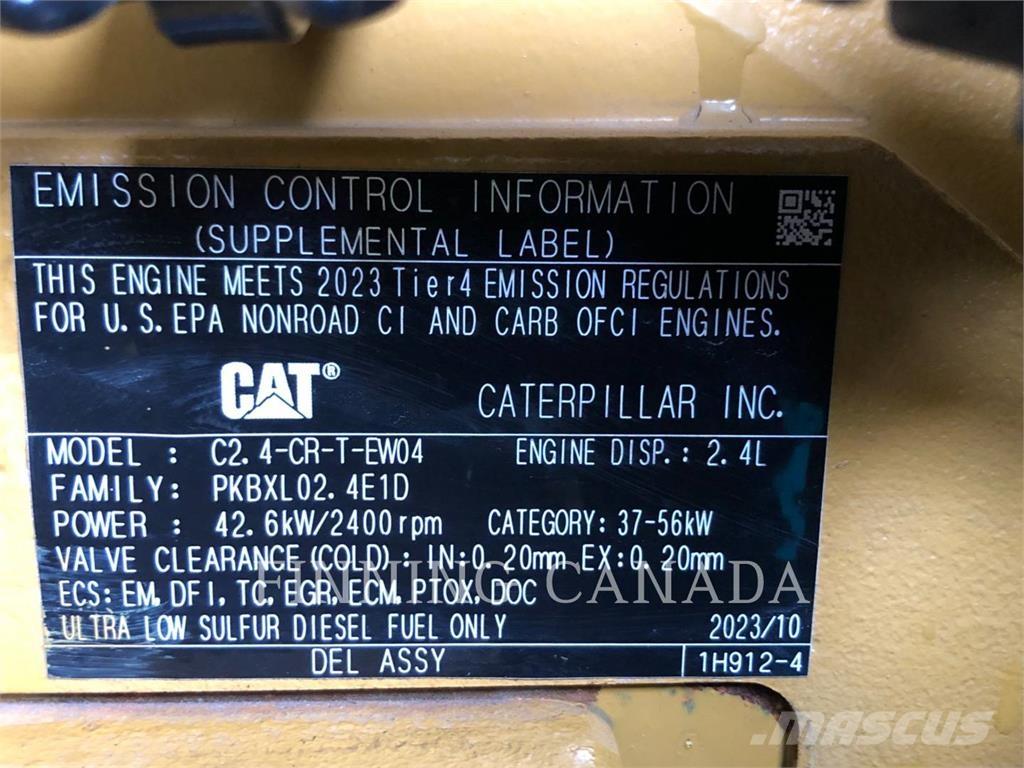 EMISSION CONTROL INFORMATION
(SUPPLEMENTAL LABEL)
THIS ENGINE MEETS 2023 Tier4 EMISSION REGULATIONS
FOR U.S.EPA NONROAD CI AND CARB OFCI ENGINES.
CAT® CATERPILLAR INC.
MODEL : C2.4-CR-T-EW04 ENGINE DISP.: 2.4L
FAMILY: PKBXL02.4E1D
POWER : 42.6kW/2400rpm CATEGORY: 37-56kW
VALVE CLEARANCE(COLD): IN:0.20mm EX:0.20mm
ECS: EM, DFI, TC, EGR, ECM, PTOX, DOC
FINNING CANADA
ULTRA LOW SULFUR DIESEL FUEL ONLY 2023/10
DEL ASSY 1H912-4
MASCUS